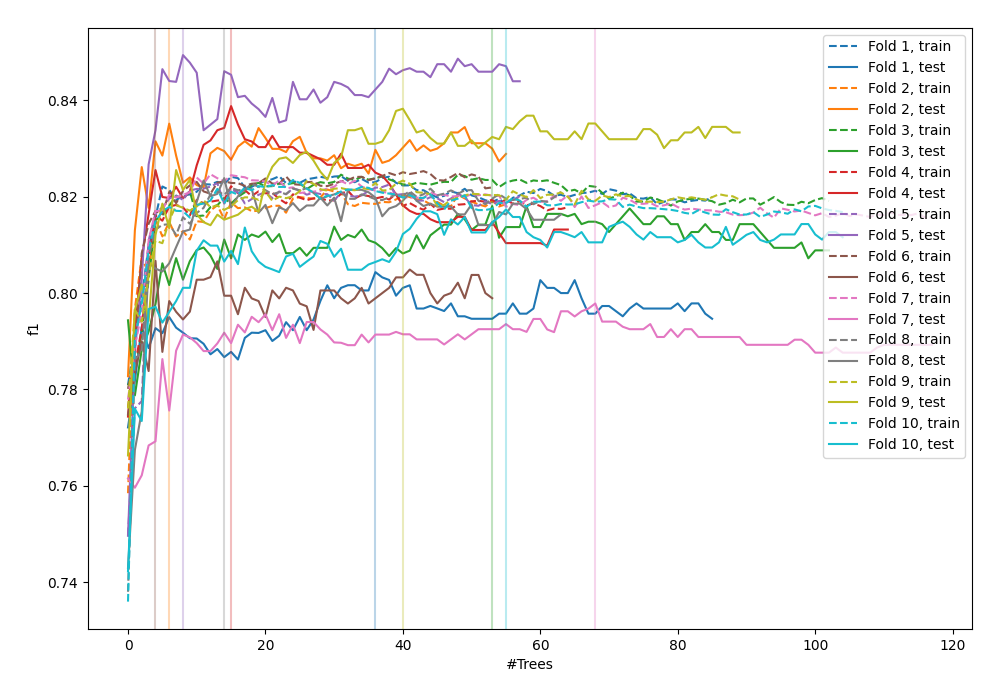 f1
0.84
0.82
0.80
0.78
0.76
0.74
0
20
40
60
80
100
120
#Trees
Fold 1, train
Fold 1, test
Fold 2, train
Fold 2, test
Fold 3, train
Fold 3, test
Fold 4, train
Fold 4, test
Fold 5, train
Fold 5, test
Fold 6, train
Fold 6, test
Fold 7, train
Fold 7, test
Fold 8, train
Fold 8, test
Fold 9, train
Fold 9, test
Fold 10, train
Fold 10, test